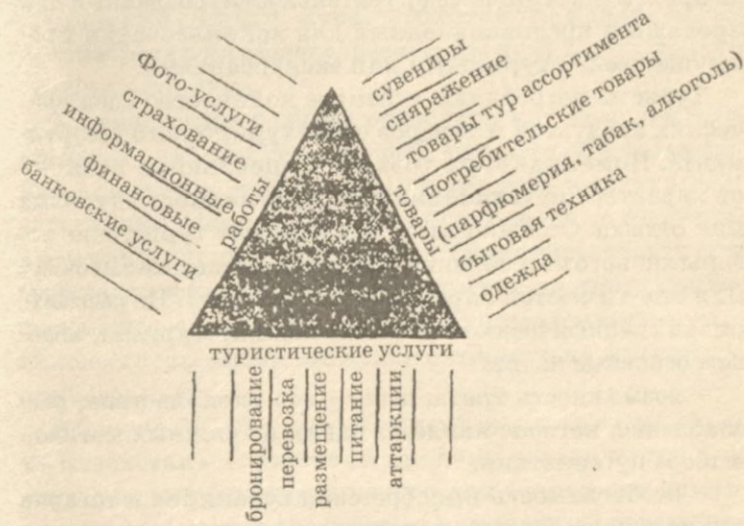 Фото-услуги
страхование
информационные
финансовые
банковские услуги
работы
сувениры
сняряжение
товары тур ассортимента
потребительские товары
(парфюмерия, табак, алкоголь)
бытовая техника
одежда
товары
туристические услуги
бронирование
перевозка
размещение
питание
аттаркции,